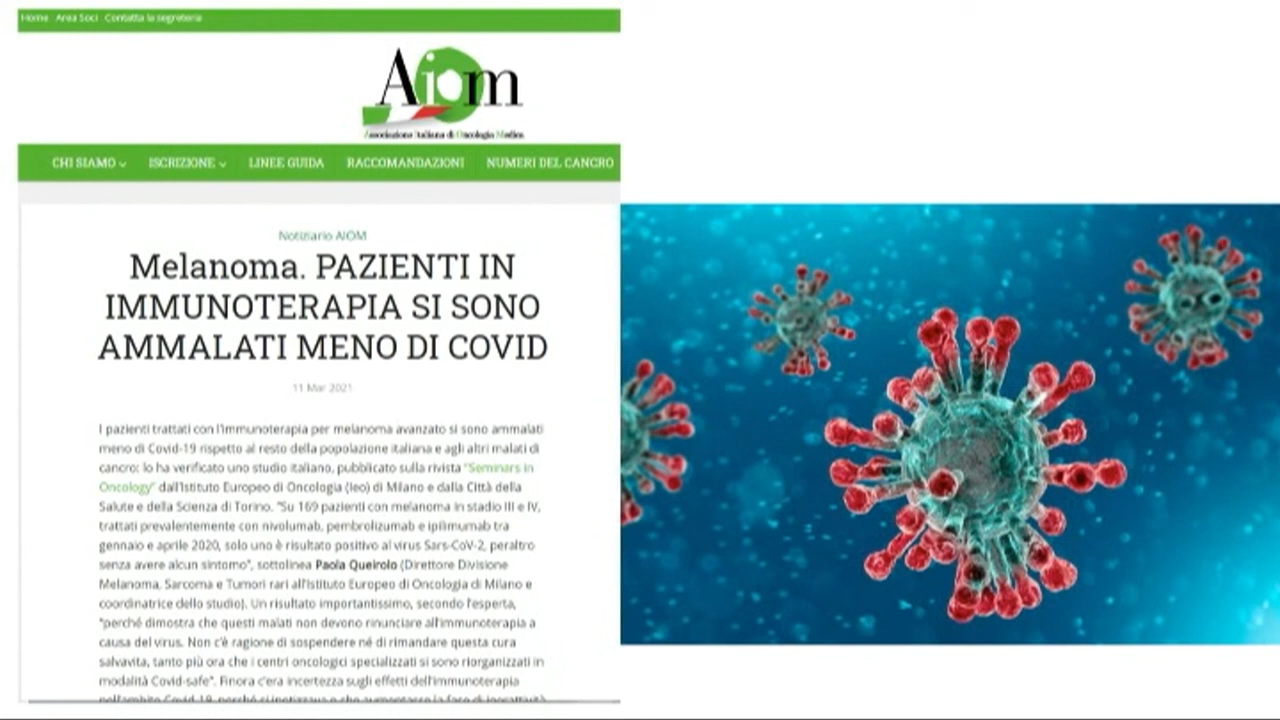 Home Area Soci Contatta la segreteria
Aiom
Associazione Italiana di Oncologia Medica
CHI SIAMO ISCRIZIONE LINEE GUIDA RACCOMANDAZIONI NUMERI DEL CANCRO
Notiziario AIOM
Melanoma. PAZIENTI IN
IMMUNOTERAPIA SI SONO
AMMALATI MENO DI COVID
11 Mar 2021
I pazienti trattati con l'immunoterapia per melanoma avanzato si sono ammalati
meno di Covid-19 rispetto al resto della popolazione italiana e agli altri malati di
cancro: lo ha verificato uno studio italiano, pubblicato sulla rivista "Seminars in
Oncology" dall'Istituto Europeo di Oncologia (Ieo) di Milano e dalla Città della
Salute e della Scienza di Torino. "Su 169 pazienti con melanoma in stadio III e IV,
trattati prevalentemente con nivolumab, pembrolizumab e ipilimumab tra
gennaio e aprile 2020, solo uno è risultato positivo al virus Sars-CoV-2, peraltro
senza avere alcun sintomo", sottolinea Paola Queirolo (Direttore Divisione
Melanoma, Sarcoma e Tumori rari all'Istituto Europeo di Oncologia di Milano e
coordinatrice dello studio). Un risultato importantissimo, secondo l'esperta,
"perché dimostra che questi malati non devono rinunciare all'immunoterapia a
causa del virus. Non c'è ragione di sospendere né di rimandare questa cura
salvavita, tanto più ora che i centri oncologici specializzati si sono riorganizzati in
modalità Covid-safe". Finora c'era incertezza sugli effetti dell'immunoterapia
nell'ambito Covid-19, perché si ipotizzava che